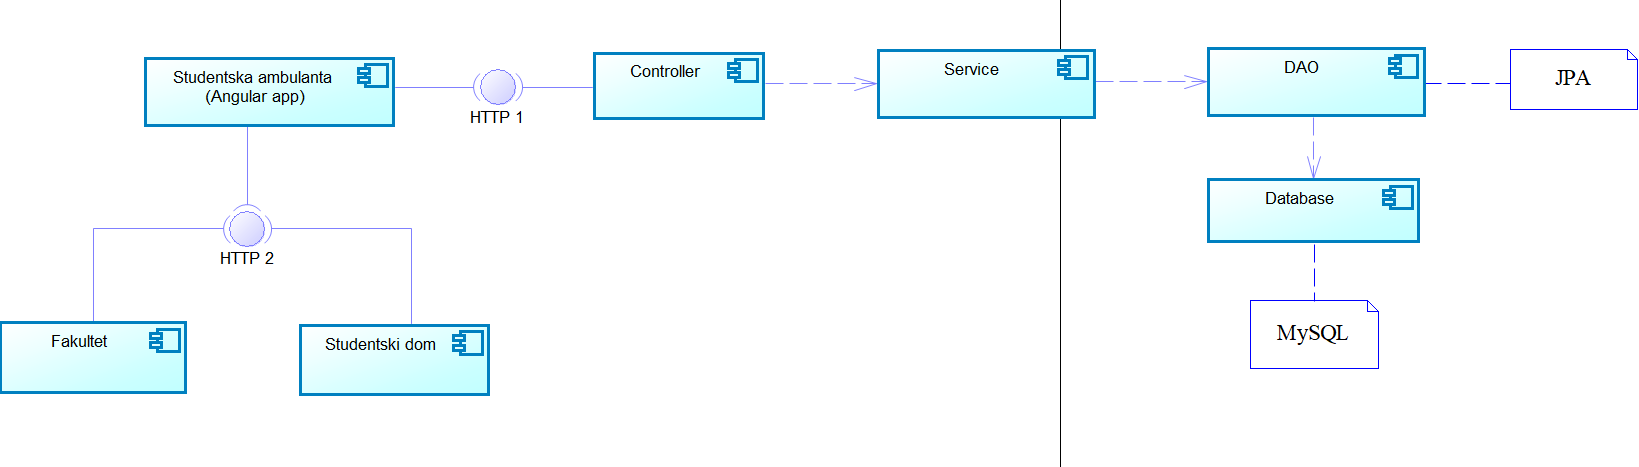 Studentska ambulanta
(Angular app)
HTTP 1
Controller
Service
DAO
JPA
Database
HTTP 2
MySQL
Fakultet
Studentski dom